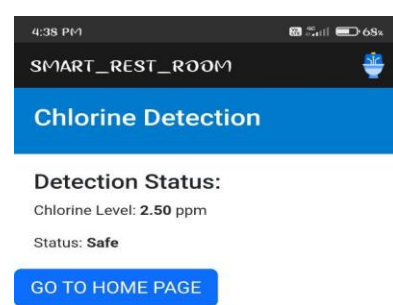 4:38 PM 68%
SMART_REST_ROOM
Chlorine Detection
Detection Status:
Chlorine Level: 2.50 ppm
Status: Safe
GO TO HOME PAGE